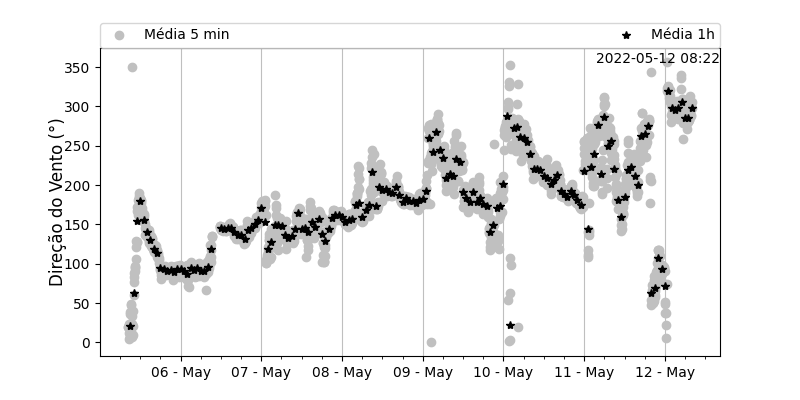 Média 5 min
Média 1h
2022-05-12 08:22
Direção do Vento (°)
350
300
250
200
150
100
50
0
06 - May
07 - May
08 - May
09 - May
10 - May
11 - May
12 - May